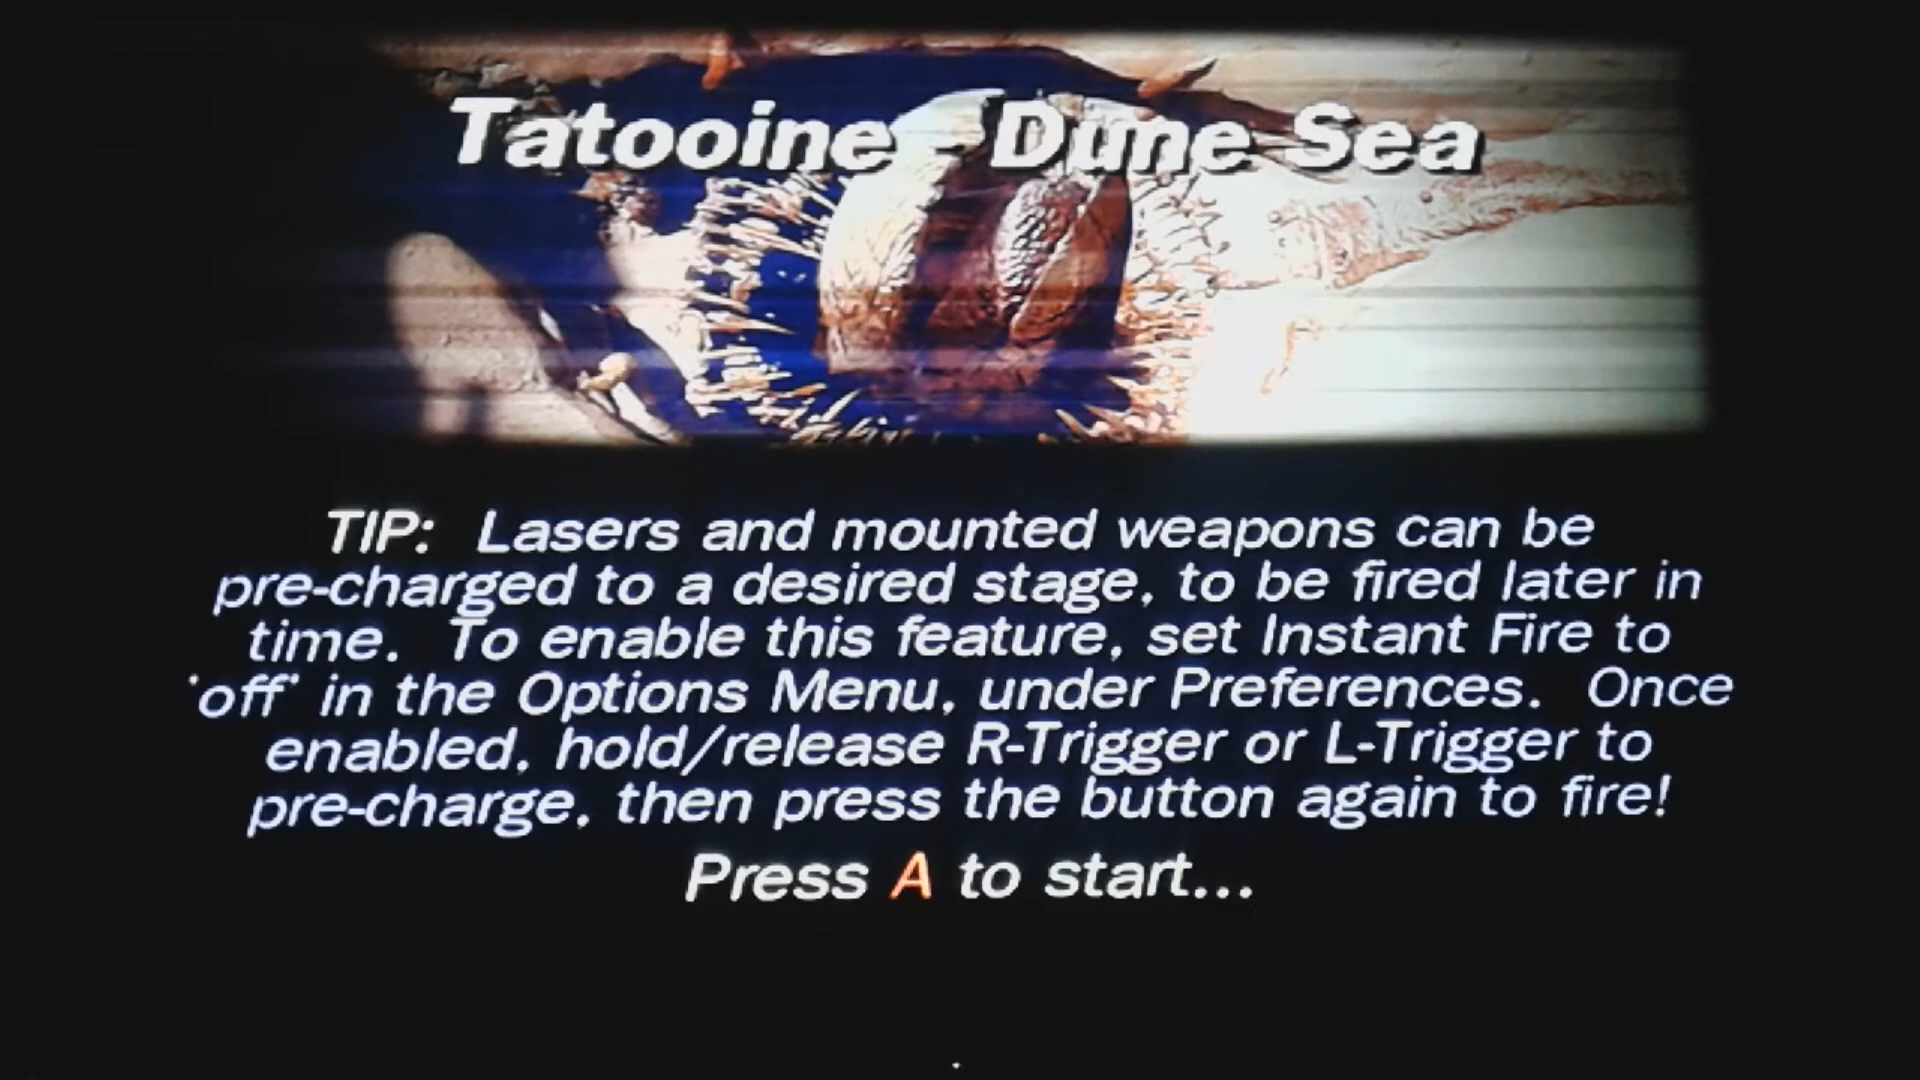 Tatooine - Dune Sea
TIP: Lasers and mounted weapons can be
pre-charged to a desired stage, to be fired later in
time. To enable this feature, set Instant Fire to
'off' in the Options Menu, under Preferences. Once
enabled, hold/release R-Trigger or L-Trigger to
pre-charge, then press the button again to fire!
Press A to start...